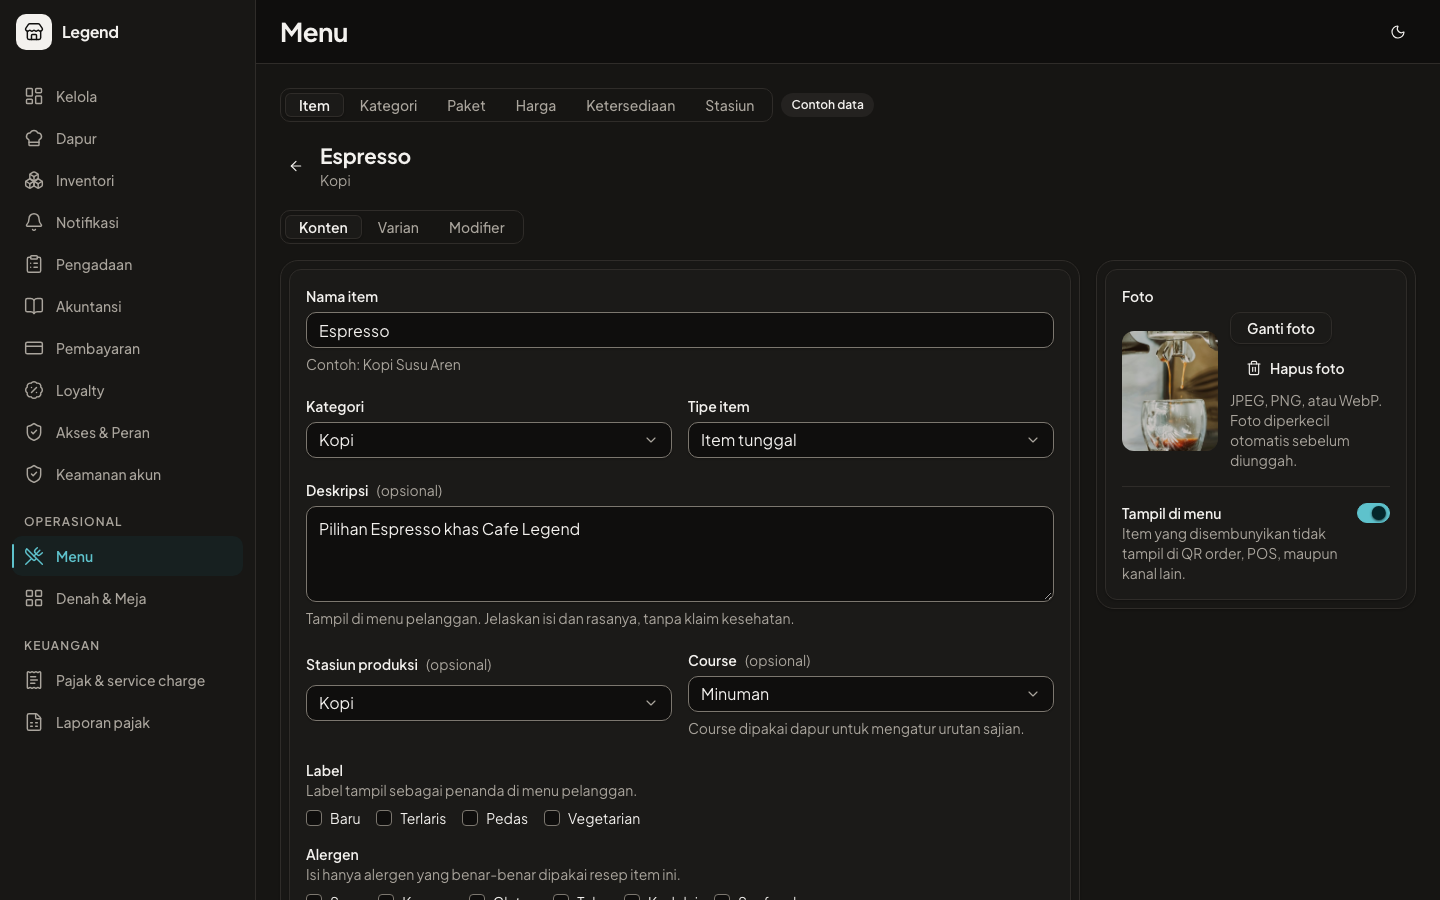 Legend
Menu
Kelola
Dapur
Inventori
Notifikasi
Pengadaan
Akuntansi
Pembayaran
Loyalty
Akses & Peran
Keamanan akun
OPERASIONAL
Menu
Denah & Meja
KEUANGAN
Pajak & service charge
Laporan pajak
Item Kategori Paket Harga Ketersediaan Stasiun Contoh data
Espresso
Kopi
Konten Varian Modifier
Nama item
Espresso
Contoh: Kopi Susu Aren
Kategori Tipe item
Kopi Item tunggal
Deskripsi (opsional)
Pilihan Espresso khas Cafe Legend
Tampil di menu pelanggan. Jelaskan isi dan rasanya, tanpa klaim kesehatan.
Stasiun produksi (opsional)
Kopi
Course (opsional)
Minuman
Course dipakai dapur untuk mengatur urutan sajian.
Label
Label tampil sebagai penanda di menu pelanggan.
Baru Terlaris Pedas Vegetarian
Alergen
Isi hanya alergen yang benar-benar dipakai resep item ini.
Foto
Ganti foto
Hapus foto
JPEG, PNG, atau WebP.
Foto diperkecil
otomatis sebelum
diunggah.
Tampil di menu
Item yang disembunyikan tidak
tampil di QR order, POS, maupun
kanal lain.